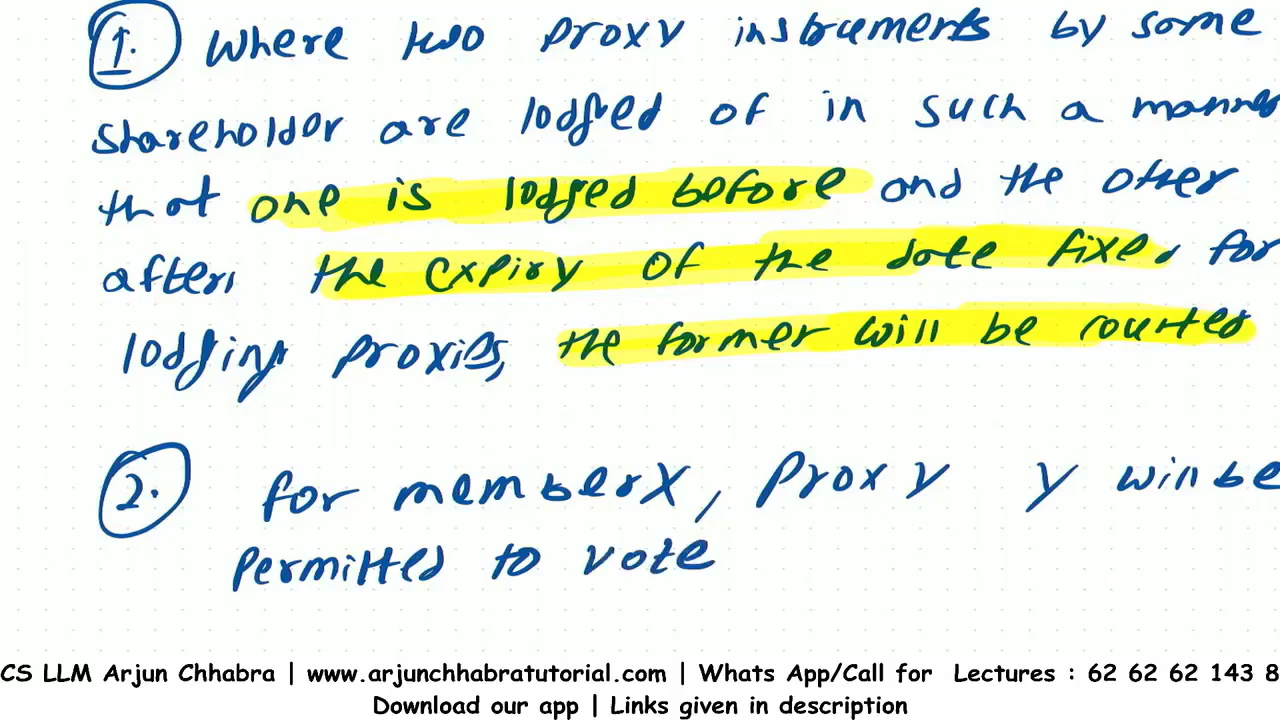 1. Where two proxy instruments by some
shareholder are lodged of in such a manner
that one is lodged before and the other
after, the expiry of the date fixed for
lodging proxies, the former will be counted
2. for member X, Proxy Y will be
permitted to vote
CS LLM Arjun Chhabra | www.arjunchhabratutorial.com | Whats App/Call for Lectures : 62 62 62 143 8
Download our app | Links given in description